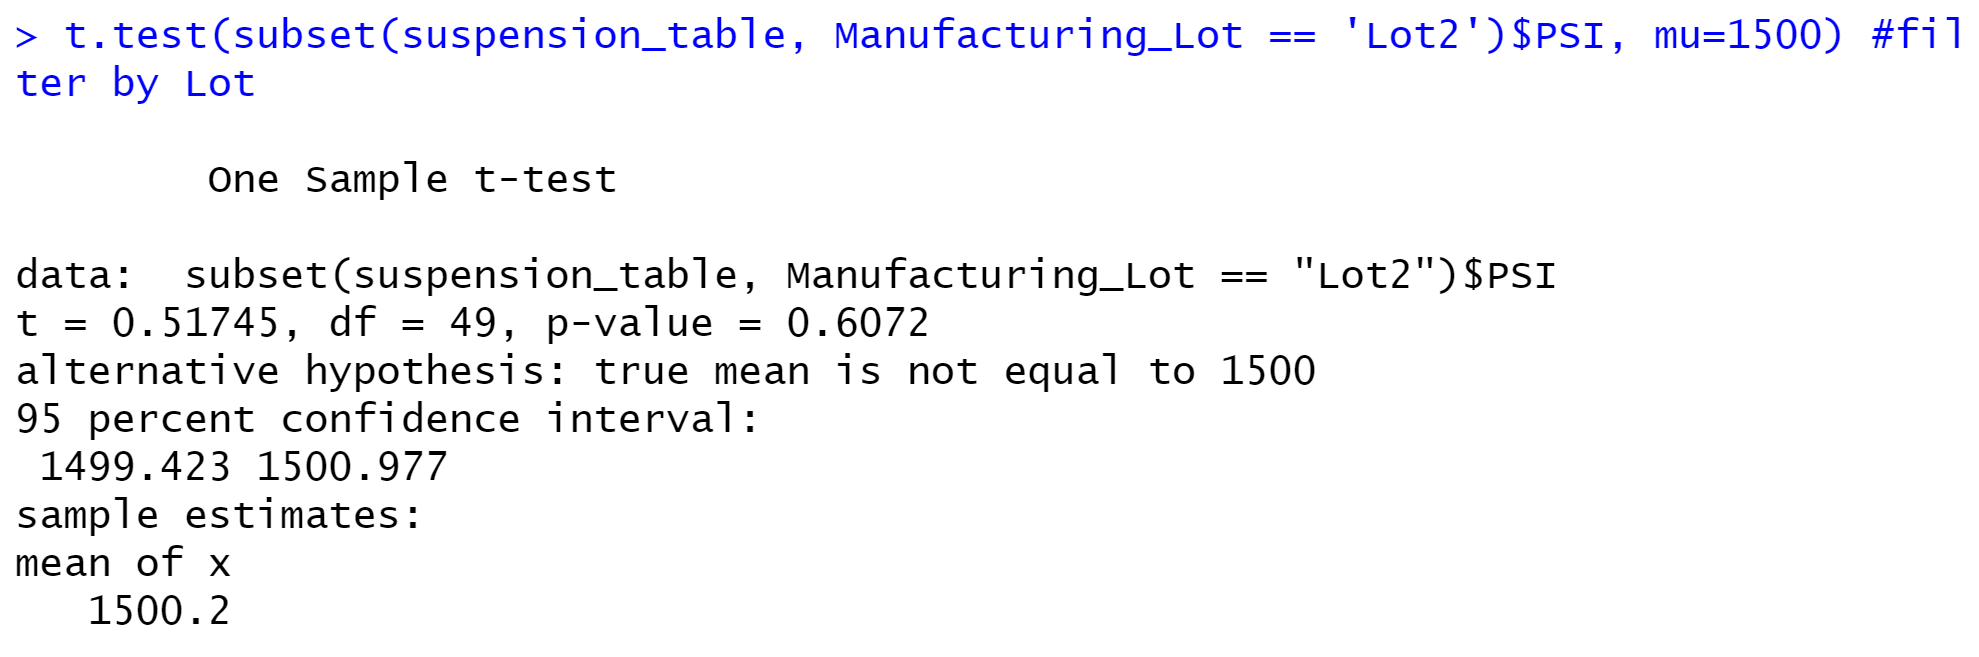 > t.test(subset(suspension_table, Manufacturing_Lot == 'Lot2')$PSI, mu=1500) #fil
ter by Lot
One Sample t-test
data:  subset(suspension_table, Manufacturing_Lot == "Lot2")$PSI
t = 0.51745, df = 49, p-value = 0.6072
alternative hypothesis: true mean is not equal to 1500
95 percent confidence interval:
1499.423 1500.977
sample estimates:
mean of x
1500.2